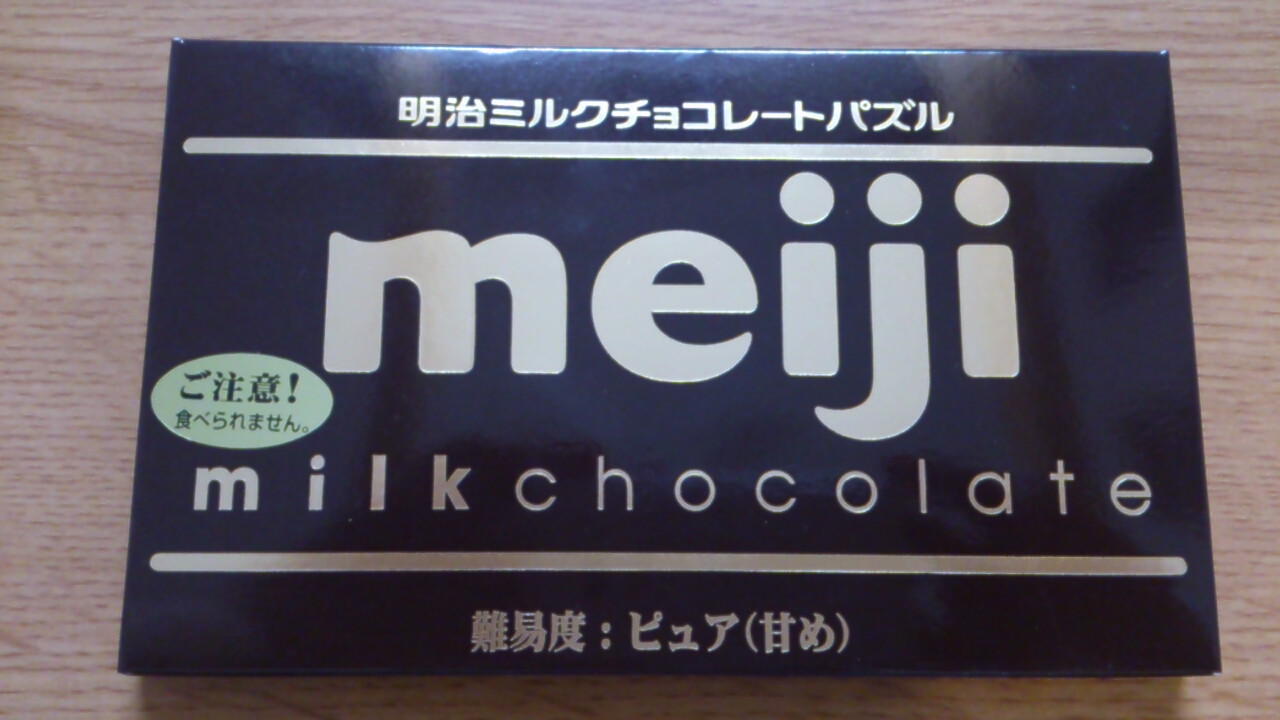 明治ミルクチョコレートパズル
meiji
ご注意！
食べられません。
milkchocolate
難易度：ピュア(甘め)